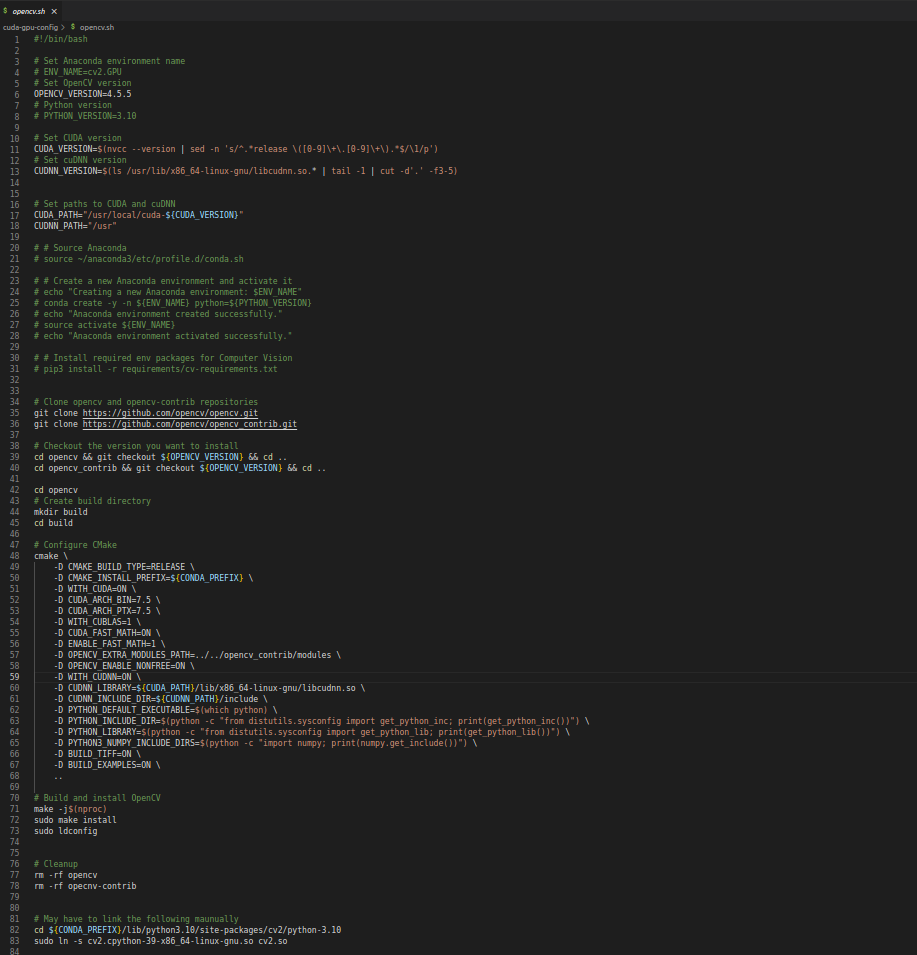 $ opencv.sh ×
cuda-gpu-config > $ opencv.sh
1 #!/bin/bash
2
3 # Set Anaconda environment name
4 # ENV_NAME=cv2.GPU
5 # Set OpenCV version
6 OPENCV_VERSION=4.5.5
7 # Python version
8 # PYTHON_VERSION=3.10
9
10 # Set CUDA version
11 CUDA_VERSION=$(nvcc --version | sed -n 's/^.*release \([0-9]\+\.[0-9]\+\).*$/\1/p')
12 # Set cuDNN version
13 CUDNN_VERSION=$(ls /usr/lib/x86_64-linux-gnu/libcudnn.so.* | tail -1 | cut -d'.' -f3-5)
14
15
16 # Set paths to CUDA and cuDNN
17 CUDA_PATH="/usr/local/cuda-${CUDA_VERSION}"
18 CUDNN_PATH="/usr"
19
20 # # Source Anaconda
21 # source ~/anaconda3/etc/profile.d/conda.sh
22
23 # # Create a new Anaconda environment and activate it
24 # echo "Creating a new Anaconda environment: $ENV_NAME"
25 # conda create -y -n ${ENV_NAME} python=${PYTHON_VERSION}
26 # echo "Anaconda environment created successfully."
27 # source activate ${ENV_NAME}
28 # echo "Anaconda environment activated successfully."
29
30 # # Install required env packages for Computer Vision
31 # pip3 install -r requirements/cv-requirements.txt
32
33
34 # Clone opencv and opencv-contrib repositories
35 git clone https://github.com/opencv/opencv.git
36 git clone https://github.com/opencv/opencv_contrib.git
37
38 # Checkout the version you want to install
39 cd opencv && git checkout ${OPENCV_VERSION} && cd ..
40 cd opencv_contrib && git checkout ${OPENCV_VERSION} && cd ..
41
42 cd opencv
43 # Create build directory
44 mkdir build
45 cd build
46
47 # Configure CMake
48 cmake \
49 -D CMAKE_BUILD_TYPE=RELEASE \
50 -D CMAKE_INSTALL_PREFIX=${CONDA_PREFIX} \
51 -D WITH_CUDA=ON \
52 -D CUDA_ARCH_BIN=7.5 \
53 -D CUDA_ARCH_PTX=7.5 \
54 -D WITH_CUBLAS=1 \
55 -D CUDA_FAST_MATH=ON \
56 -D ENABLE_FAST_MATH=1 \
57 -D OPENCV_EXTRA_MODULES_PATH=../../opencv_contrib/modules \
58 -D OPENCV_ENABLE_NONFREE=ON \
59 -D WITH_CUDNN=ON \
60 -D CUDNN_LIBRARY=${CUDA_PATH}/lib/x86_64-linux-gnu/libcudnn.so \
61 -D CUDNN_INCLUDE_DIR=${CUDNN_PATH}/include \
62 -D PYTHON_DEFAULT_EXECUTABLE=$(which python) \
63 -D PYTHON_INCLUDE_DIR=$(python -c "from distutils.sysconfig import get_python_inc; print(get_python_inc())") \
64 -D PYTHON_LIBRARY=$(python -c "from distutils.sysconfig import get_python_lib; print(get_python_lib())") \
65 -D PYTHON3_NUMPY_INCLUDE_DIRS=$(python -c "import numpy; print(numpy.get_include())") \
66 -D BUILD_TIFF=ON \
67 -D BUILD_EXAMPLES=ON \
68 ..
69
70 # Build and install OpenCV
71 make -j$(nproc)
72 sudo make install
73 sudo ldconfig
74
75
76 # Cleanup
77 rm -rf opencv
78 rm -rf opecnv-contrib
79
80
81 # May have to link the following maunually
82 cd ${CONDA_PREFIX}/lib/python3.10/site-packages/cv2/python-3.10
83 sudo ln -s cv2.cpython-39-x86_64-linux-gnu.so cv2.so
84